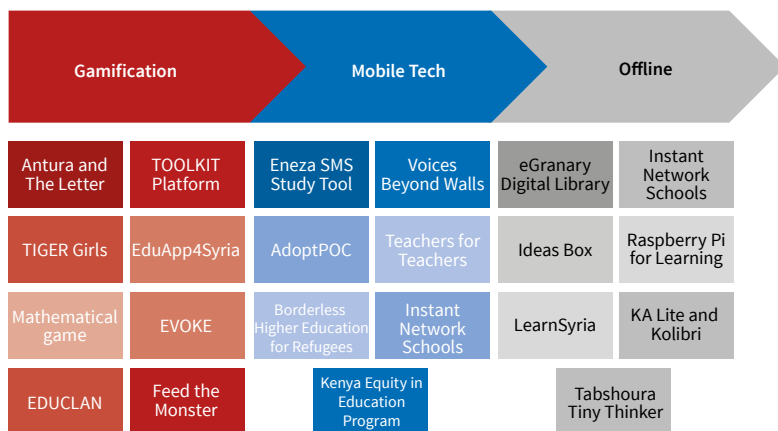 Gamification
Mobile Tech
Offline
Antura and
The Letter
TOOLKIT
Platform
Eneza SMS
Study Tool
Voices
Beyond Walls
eGranary
Digital Library
Instant
Network
Schools
TIGER Girls
EduApp4Syria
AdoptPOC
Teachers for
Teachers
Ideas Box
Raspberry Pi
for Learning
Mathematical
game
EVOKE
Borderless
Higher Education
for Refugees
Instant
Network
Schools
LearnSyria
KA Lite and
Kolibri
EDUCLAN
Feed the
Monster
Kenya Equity in
Education
Program
Tabshoura
Tiny Thinker